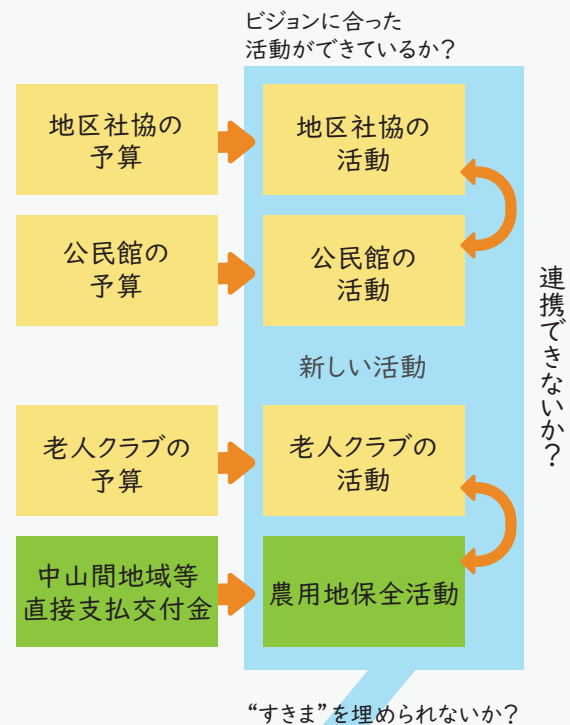 ビジョンに合った
活動ができているか?
地区社協の
予算
地区社協の
活動
公民館の
予算
公民館の
活動
連携できないか?
新しい活動
老人クラブの
予算
老人クラブの
活動
中山間地域等
直接支払交付金
農用地保全活動
“すきま”を埋められないか?